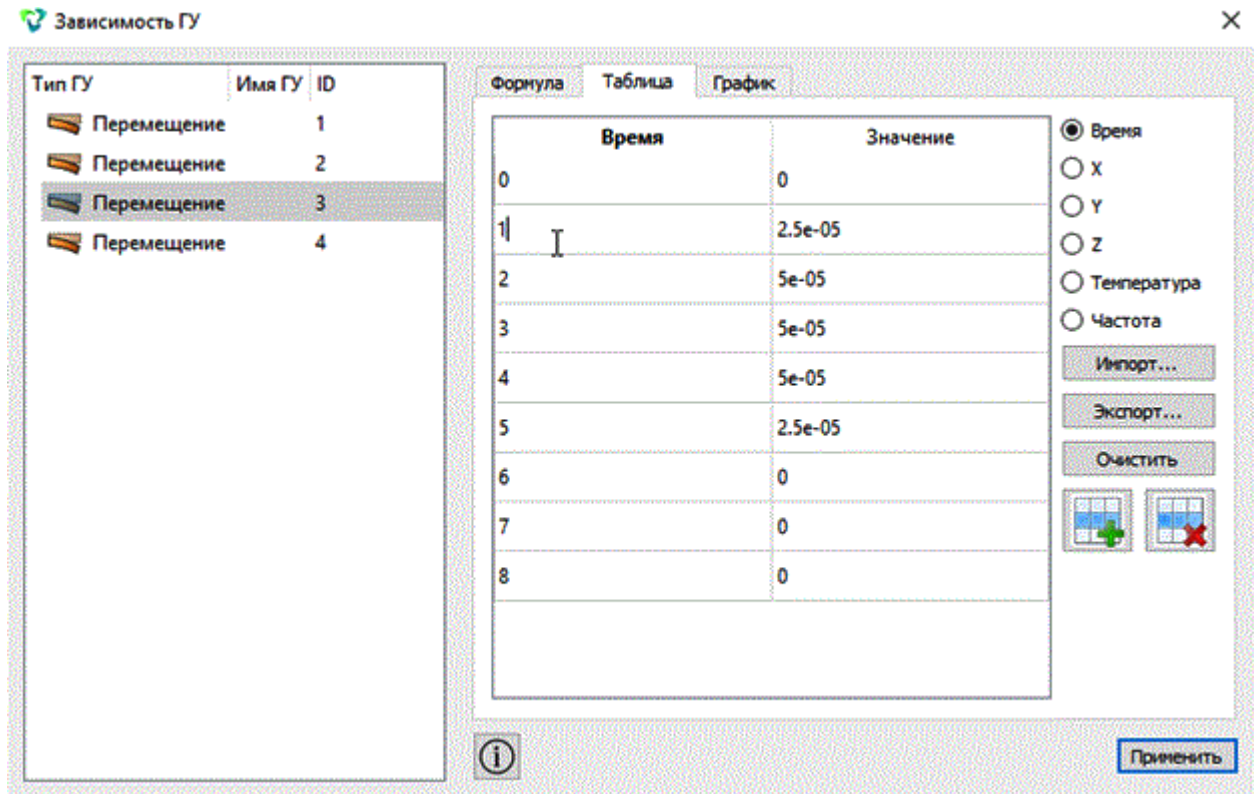 Зависимость ГУ
Тип ГУ Имя ГУ ID
Перемещение 1
Перемещение 2
Перемещение 3
Перемещение 4
Формула Таблица График
Время Значение
0 0
1 2.5e-05
2 5e-05
3 5e-05
4 5e-05
5 2.5e-05
6 0
7 0
8 0
Время
X
Y
Z
Температура
Частота
Импорт...
Экспорт...
Очистить
Применить